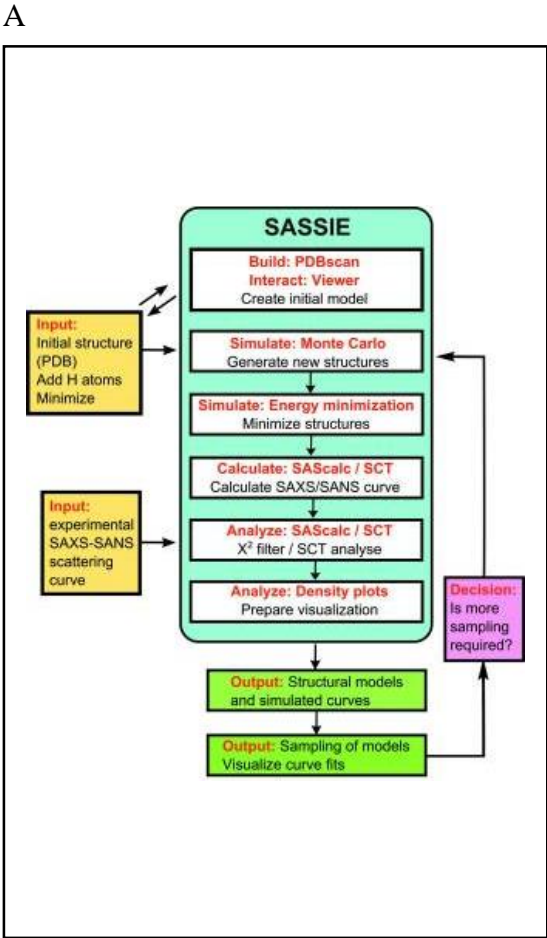 A
SASSIE
Build: PDBscan
Interact: Viewer
Create initial model
Input:
Initial structure
(PDB)
Add H atoms
Minimize
Simulate: Monte Carlo
Generate new structures
Simulate: Energy minimization
Minimize structures
Calculate: SAScalc / SCT
Calculate SAXS/SANS curve
Input:
experimental
SAXS-SANS
scattering
curve
Analyze: SAScalc / SCT
X² filter / SCT analyse
Analyze: Density plots
Prepare visualization
Decision:
Is more
sampling
required?
Output: Structural models
and simulated curves
Output: Sampling of models
Visualize curve fits